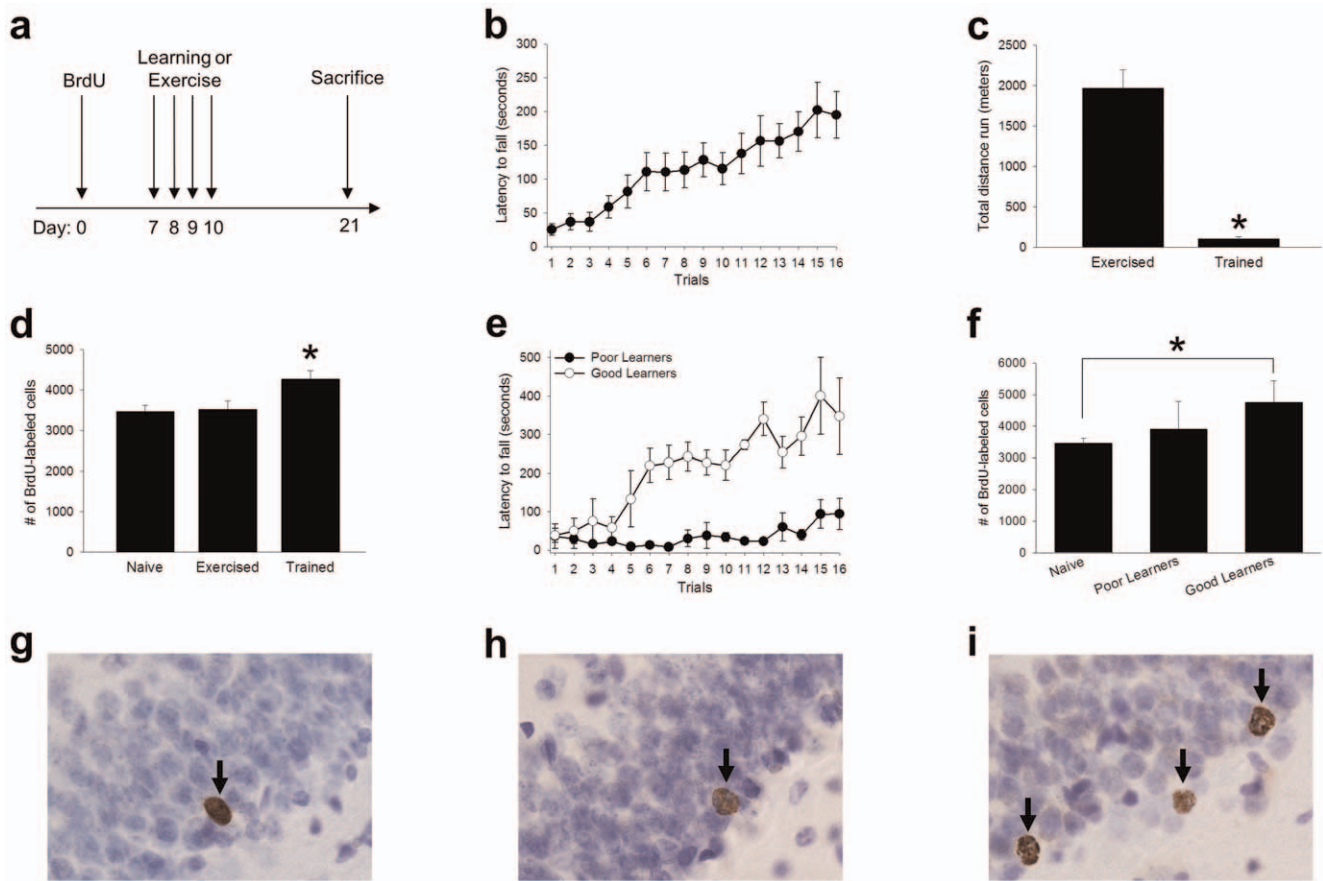 a
Learning or
Exercise
BrdU
Sacrifice
Day: 0 7 8 9 10 21
b
Latency to fall (seconds)
300
250
200
150
100
50
0
1 2 3 4 5 6 7 8 9 10 11 12 13 14 15 16
Trials
c
Total distance run (meters)
2500
2000
1500
1000
500
0
*
Exercised Trained
d
# of BrdU-labeled cells
5000
4000
3000
2000
1000
0
*
Naive Exercised Trained
e
Poor Learners
Good Learners
Latency to fall (seconds)
500
400
300
200
100
0
1 2 3 4 5 6 7 8 9 10 11 12 13 14 15 16
Trials
f
# of BrdU-labeled cells
6000
5000
4000
3000
2000
1000
0
*
Naive Poor Learners Good Learners
g
h
i